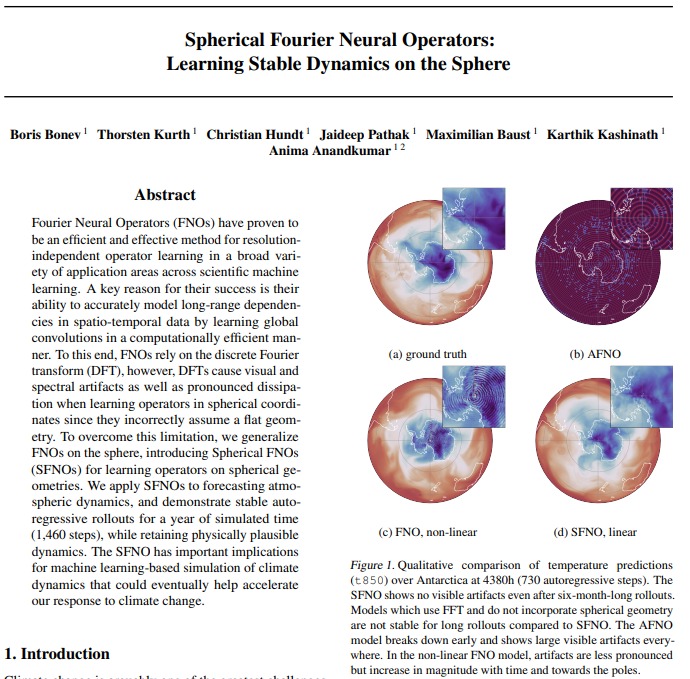 Spherical Fourier Neural Operators:
Learning Stable Dynamics on the Sphere
Boris Bonev 1 Thorsten Kurth 1 Christian Hundt 1 Jaideep Pathak 1 Maximilian Baust 1 Karthik Kashinath 1
Anima Anandkumar 1 2
Abstract
Fourier Neural Operators (FNOs) have proven to
be an efficient and effective method for resolution-
independent operator learning in a broad vari-
ety of application areas across scientific machine
learning. A key reason for their success is their
ability to accurately model long-range dependen-
cies in spatio-temporal data by learning global
convolutions in a computationally efficient man-
ner. To this end, FNOs rely on the discrete Fourier
transform (DFT), however, DFTs cause visual and
spectral artifacts as well as pronounced dissipa-
tion when learning operators in spherical coordi-
nates since they incorrectly assume a flat geom-
etry. To overcome this limitation, we generalize
FNOs on the sphere, introducing Spherical FNOs
(SFNOs) for learning operators on spherical ge-
ometries. We apply SFNOs to forecasting atmo-
spheric dynamics, and demonstrate stable auto-
regressive rollouts for a year of simulated time
(1,460 steps), while retaining physically plausible
dynamics. The SFNO has important implications
for machine learning-based simulation of climate
dynamics that could eventually help accelerate
our response to climate change.
1. Introduction
(a) ground truth
(b) AFNO
(c) FNO, non-linear
(d) SFNO, linear
Figure 1. Qualitative comparison of temperature predictions
(t850) over Antarctica at 4380h (730 autoregressive steps). The
SFNO shows no visible artifacts even after six-month-long rollouts.
Models which use FFT and do not incorporate spherical geometry
are not stable for long rollouts compared to SFNO. The AFNO
model breaks down early and shows large visible artifacts every-
where. In the non-linear FNO model, artifacts are less pronounced
but increase in magnitude with time and towards the poles.